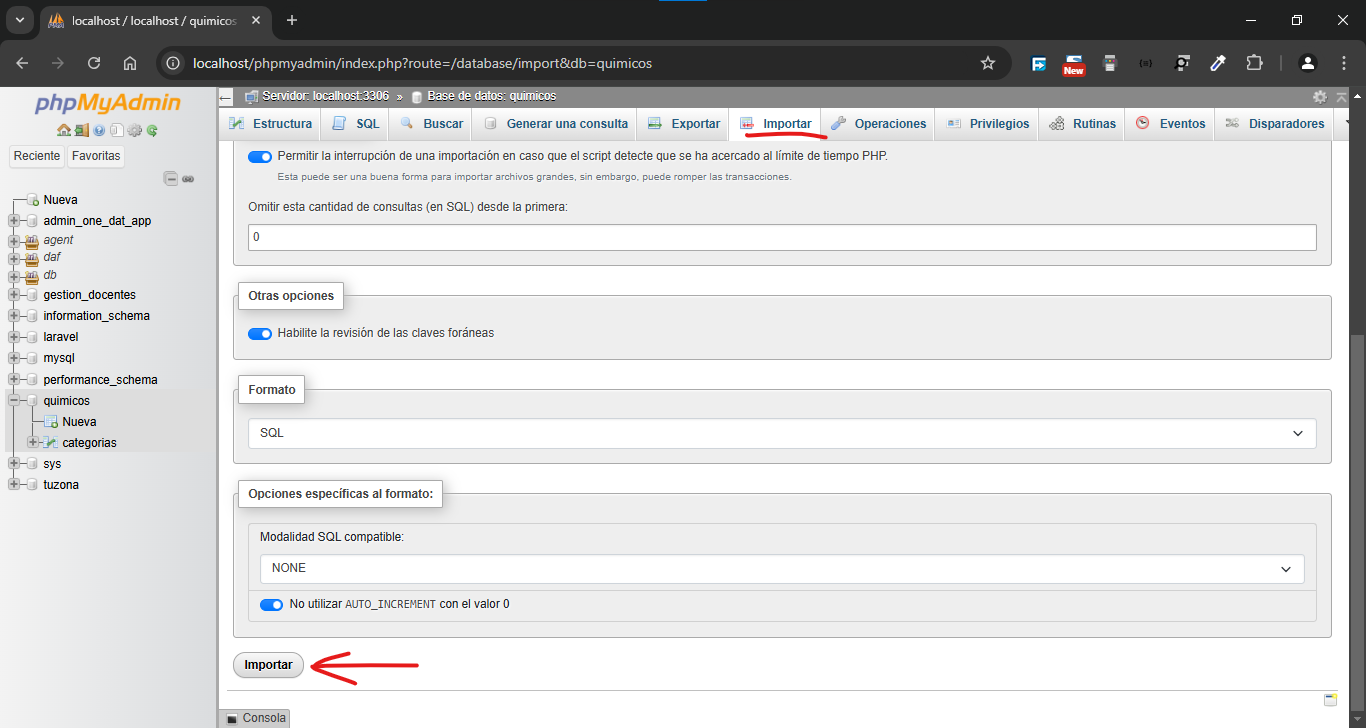 localhost / localhost / quimicos
localhost/phpmyadmin/index.php?route=/database/import&db=quimicos
New
phpMyAdmin
Reciente Favoritas
Nueva
admin_one_dat_app
agent
daf
db
gestion_docentes
information_schema
laravel
mysql
performance_schema
quimicos
Nueva
categorias
sys
tuzona
Servidor: localhost:3306 » Base de datos: quimicos
Estructura SQL Buscar Generar una consulta Exportar Importar Operaciones Privilegios Rutinas Eventos Disparadores
Permitir la interrupción de una importación en caso que el script detecte que se ha acercado al límite de tiempo PHP.
Esta puede ser una buena forma para importar archivos grandes, sin embargo, puede romper las transacciones.
Omitir esta cantidad de consultas (en SQL) desde la primera:
0
Otras opciones
Habilite la revisión de las claves foráneas
Formato
SQL
Opciones específicas al formato:
Modalidad SQL compatible:
NONE
No utilizar AUTO_INCREMENT con el valor 0
Importar
Consola